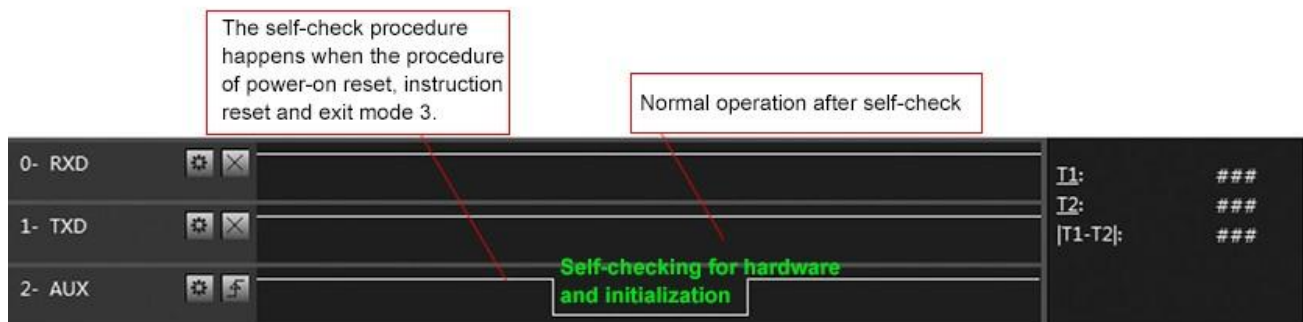 The self-check procedure
happens when the procedure
of power-on reset, instruction
reset and exit mode 3.
Normal operation after self-check
0- RXD
1- TXD
2- AUX
Self-checking for hardware
and initialization
T1: ###
T2: ###
|T1-T2|: ###